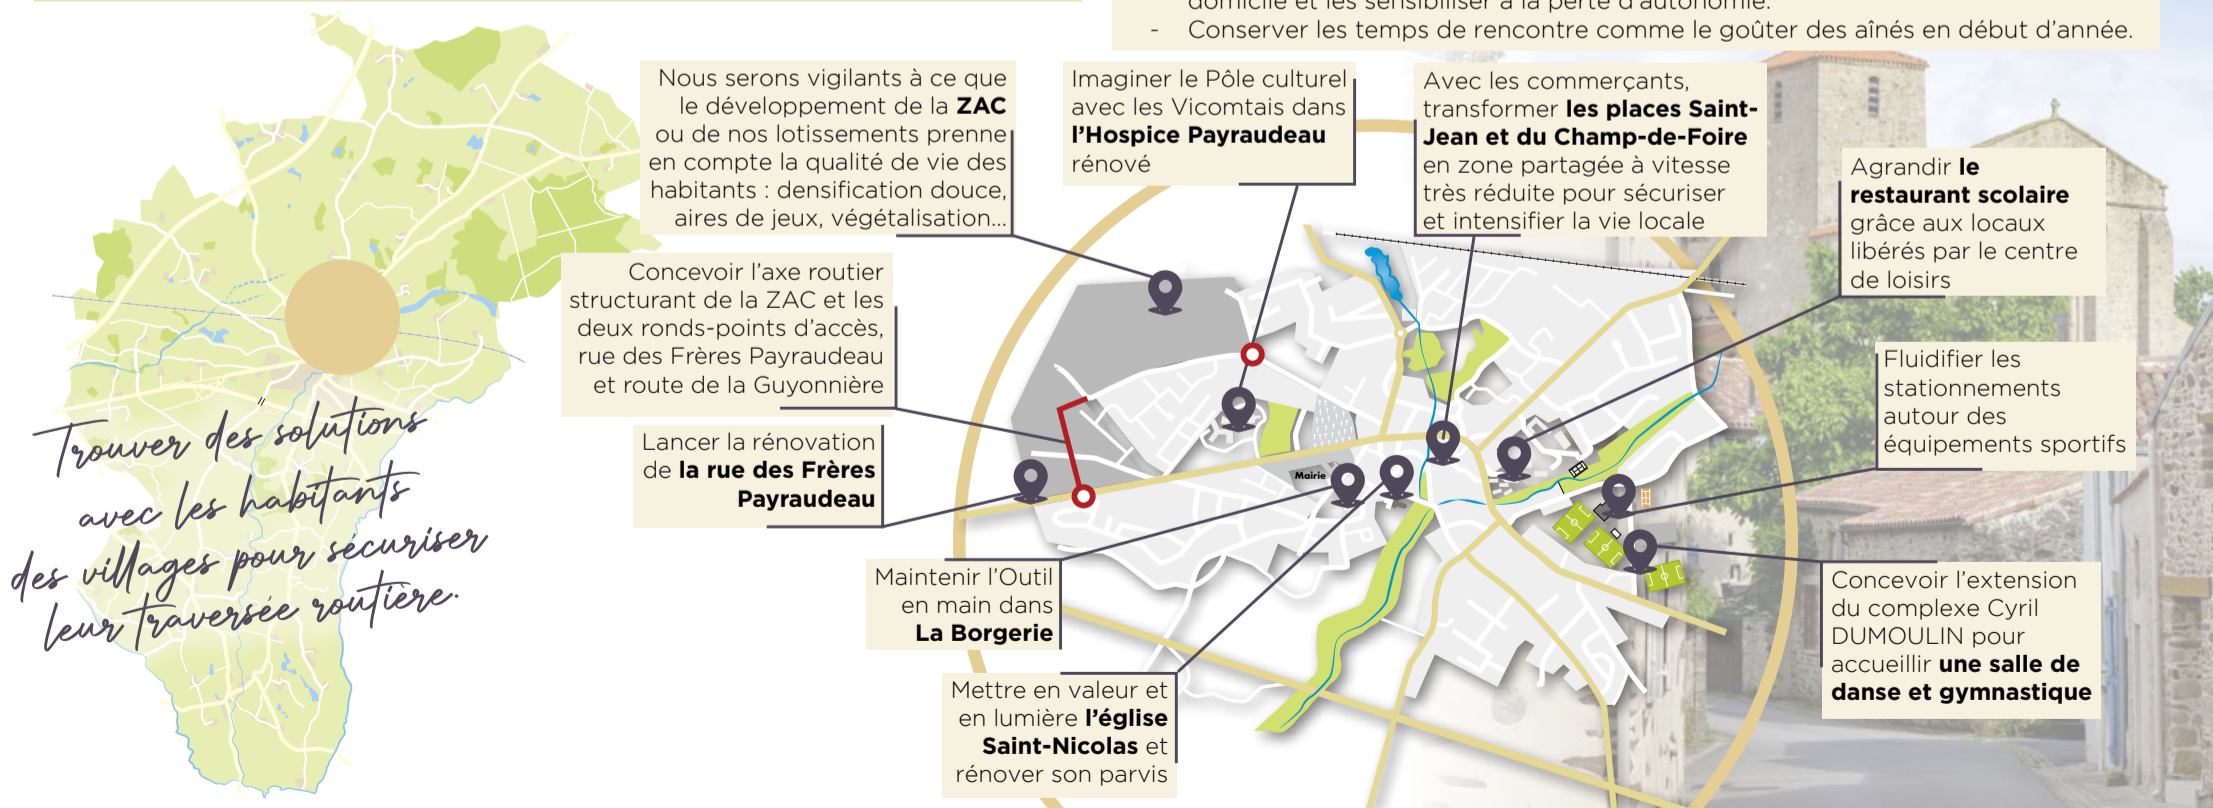 domicile et les sensibiliser à la perte d'autonomie.
- Conserver les temps de rencontre comme le goûter des aînés en début d'année.
Nous serons vigilants à ce que
le développement de la ZAC
ou de nos lotissements prenne
en compte la qualité de vie des
habitants : densification douce,
aires de jeux, végétalisation...
Imaginer le Pôle culturel
avec les Vicomtais dans
l'Hospice Payraudeau
rénové
Avec les commerçants,
transformer les places Saint-
Jean et du Champ-de-Foire
en zone partagée à vitesse
très réduite pour sécuriser
et intensifier la vie locale
Agrandir le
restaurant scolaire
grâce aux locaux
libérés par le centre
de loisirs
Concevoir l'axe routier
structurant de la ZAC et les
deux ronds-points d'accès,
rue des Frères Payraudeau
et route de la Guyonnière
Fluidifier les
stationnements
autour des
équipements sportifs
Lancer la rénovation
de la rue des Frères
Payraudeau
Mairie
Trouver des solutions
avec les habitants
des villages pour sécuriser
leur traversée routière.
Maintenir l'Outil
en main dans
La Borgerie
Concevoir l'extension
du complexe Cyril
DUMOULIN pour
accueillir une salle de
danse et gymnastique
Mettre en valeur et
en lumière l'église
Saint-Nicolas et
rénover son parvis